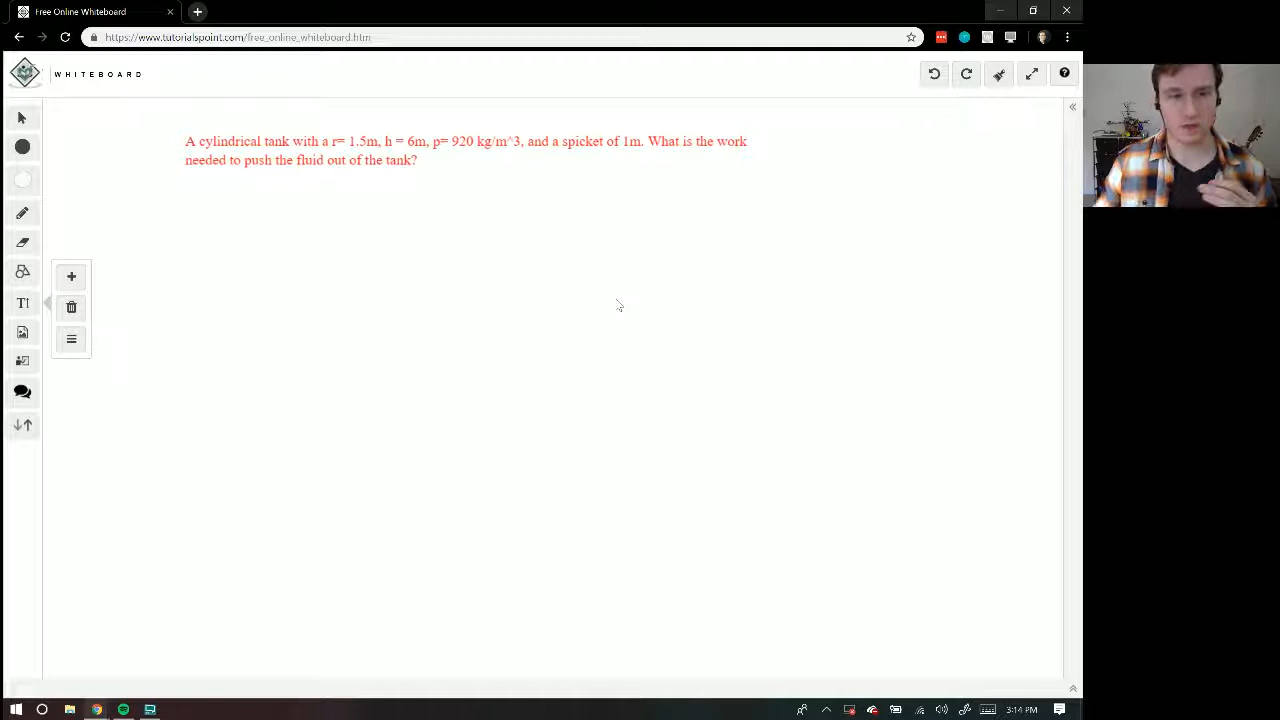 Free Online Whiteboard
https://www.tutorialspoint.com/free_online_whiteboard.htm
WHITEBOARD
A cylindrical tank with a r= 1.5m, h = 6m, p= 920 kg/m^3, and a spicket of 1m. What is the work
needed to push the fluid out of the tank?
3:14 PM